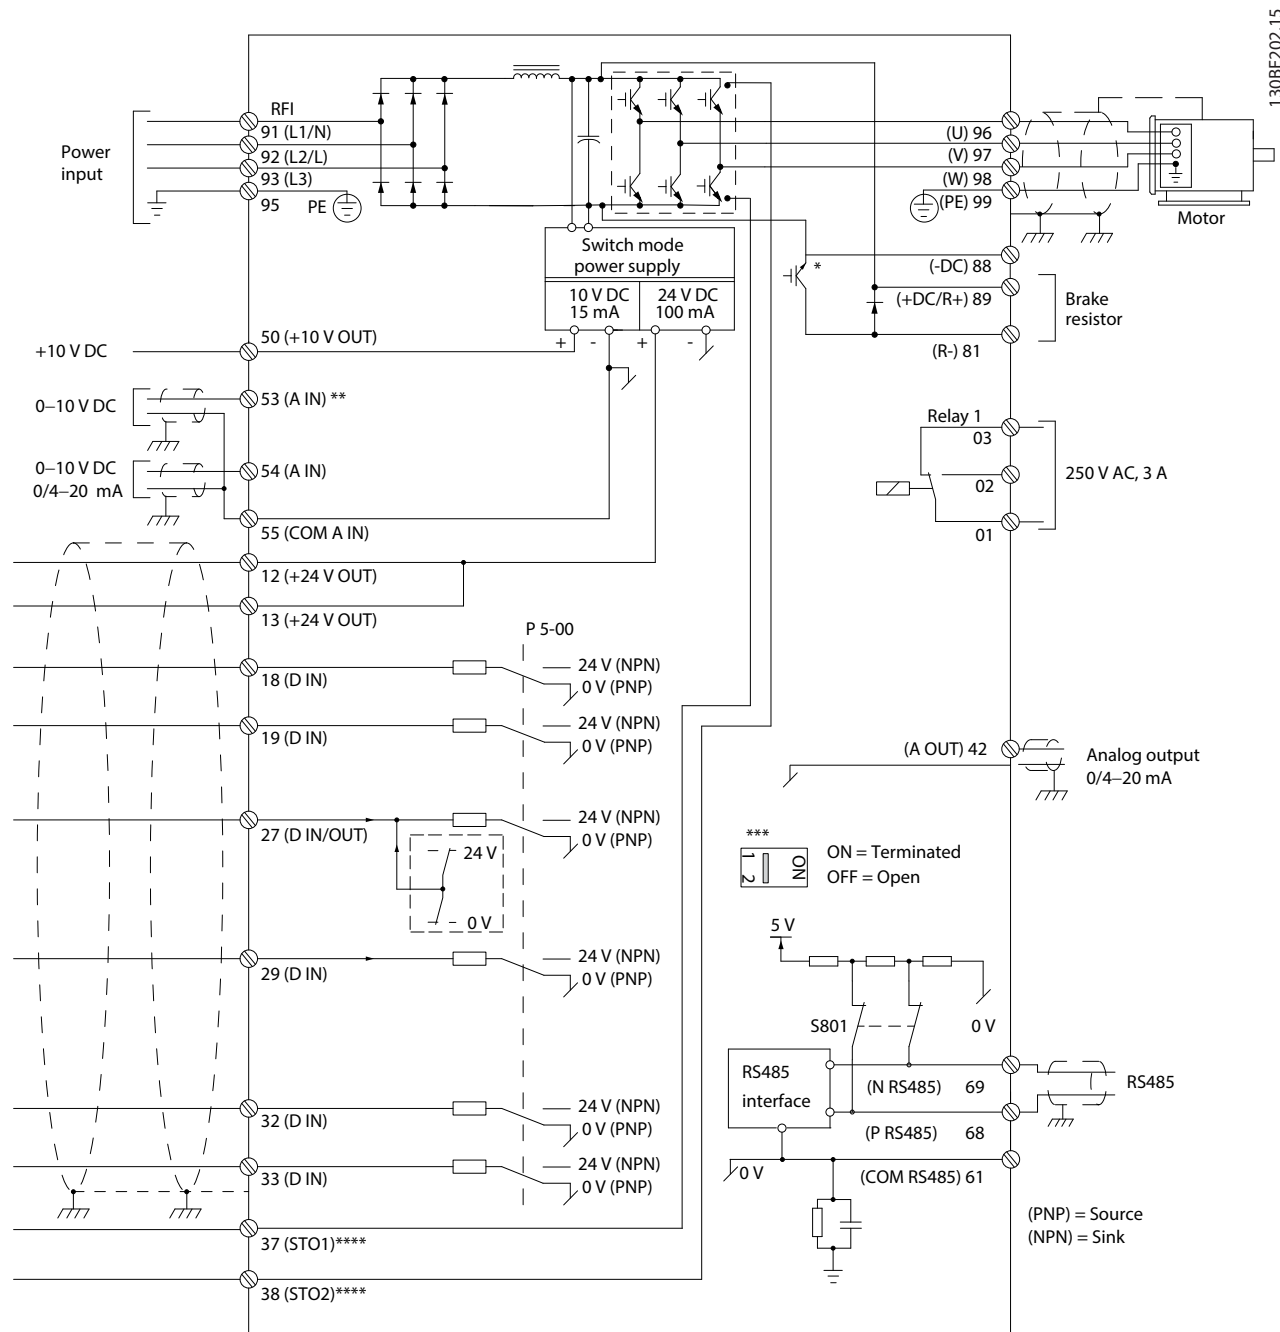 130BE202.15
RFI
91 (L1/N)
92 (L2/L)
93 (L3)
95
PE
Power
input
(U) 96
(V) 97
(W) 98
(PE) 99
Motor
Switch mode
power supply
10 V DC
15 mA
24 V DC
100 mA
+
-
+
-
*
(-DC) 88
(+DC/R+) 89
(R-) 81
Brake
resistor
+10 V DC
50 (+10 V OUT)
0–10 V DC
53 (A IN) **
0–10 V DC
0/4–20 mA
54 (A IN)
55 (COM A IN)
Relay 1
03
02
01
250 V AC, 3 A
12 (+24 V OUT)
13 (+24 V OUT)
P 5-00
18 (D IN)
24 V (NPN)
0 V (PNP)
19 (D IN)
24 V (NPN)
0 V (PNP)
27 (D IN/OUT)
24 V (NPN)
0 V (PNP)
24 V
0 V
29 (D IN)
24 V (NPN)
0 V (PNP)
32 (D IN)
24 V (NPN)
0 V (PNP)
33 (D IN)
24 V (NPN)
0 V (PNP)
37 (STO1)****
38 (STO2)****
(A OUT) 42
Analog output
0/4–20 mA
***
1 2
ON
ON = Terminated
OFF = Open
5 V
S801
0 V
RS485
interface
(N RS485) 69
(P RS485) 68
RS485
0 V
(COM RS485) 61
(PNP) = Source
(NPN) = Sink